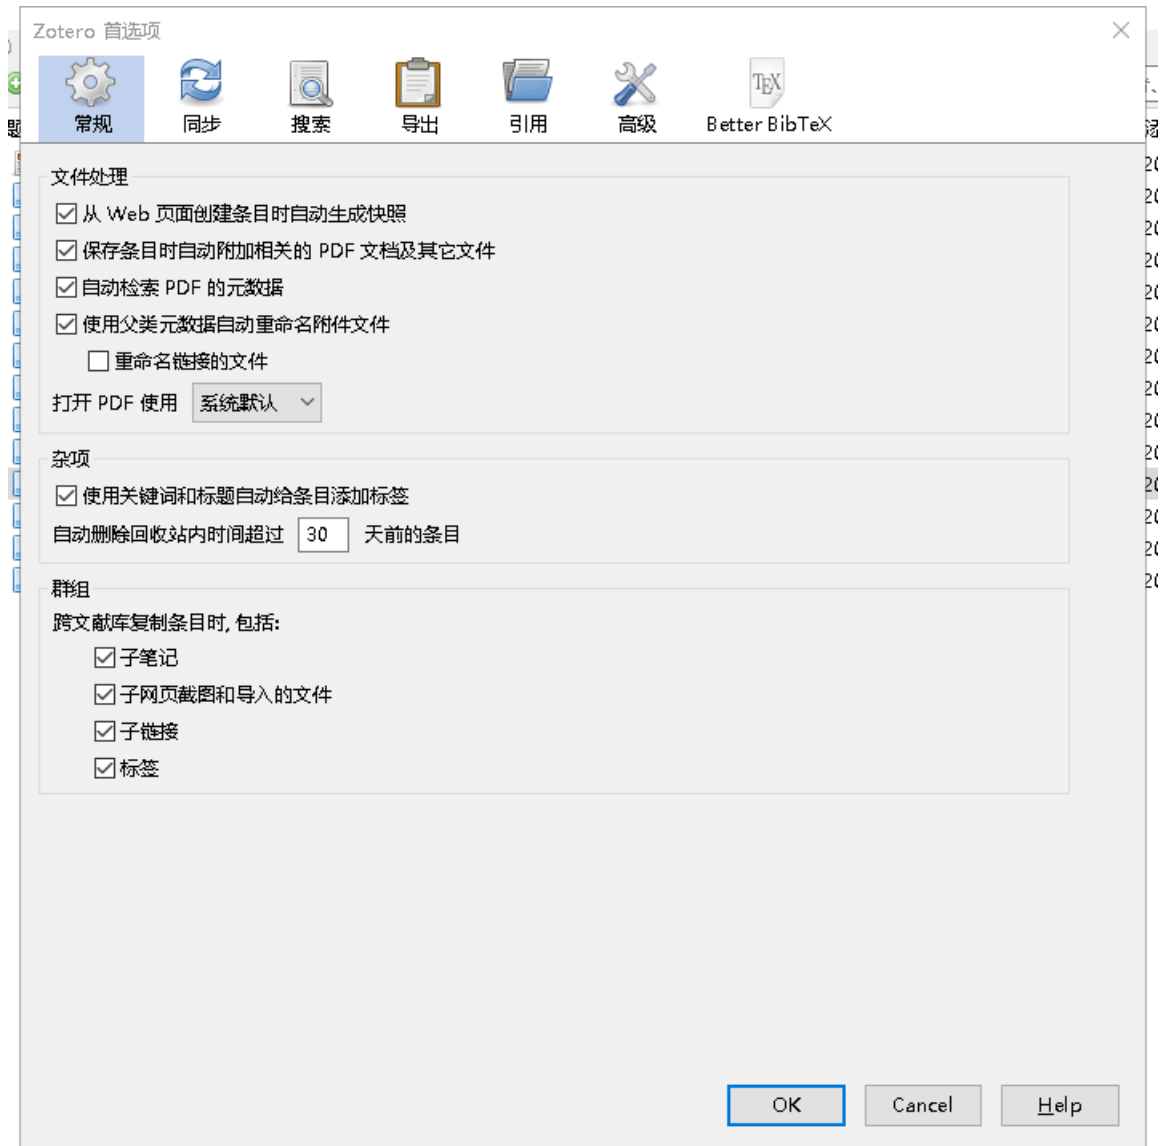 Zotero 首选项
常规 同步 搜索 导出 引用 高级 Better BibTeX
文件处理
从 Web 页面创建条目时自动生成快照
保存条目时自动附加相关的 PDF 文档及其它文件
自动检索 PDF 的元数据
使用父类元数据自动重命名附件文件
重命名链接的文件
打开 PDF 使用 系统默认
杂项
使用关键词和标题自动给条目添加标签
自动删除回收站内时间超过 30 天前的条目
群组
跨文献库复制条目时, 包括:
子笔记
子网页截图和导入的文件
子链接
标签
OK Cancel Help